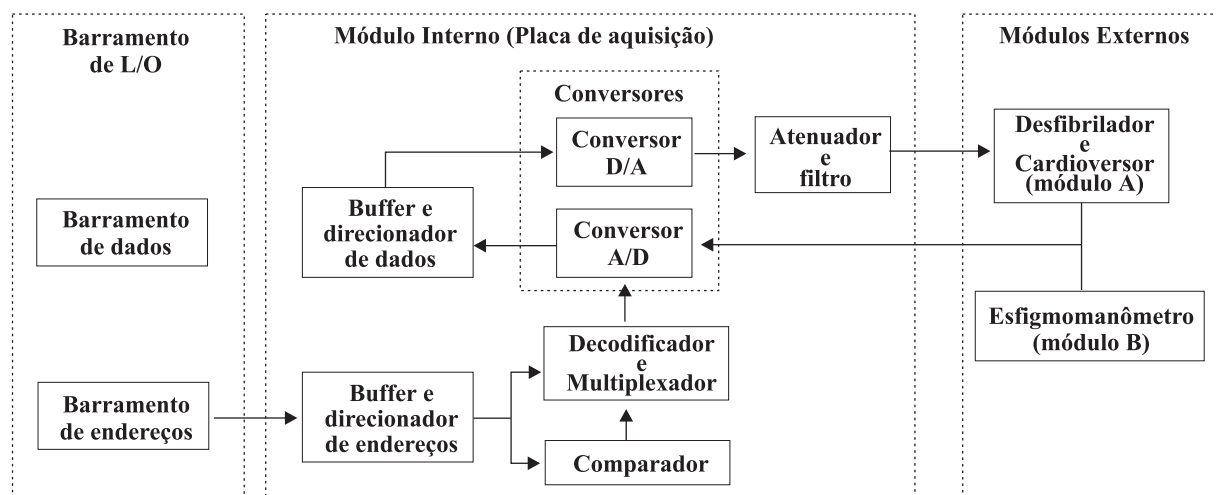 Barramento
de L/O
Barramento
de dados
Barramento
de endereços
Módulo Interno (Placa de aquisição)
Conversores
Conversor
D/A
Conversor
A/D
Atenuador
e
filtro
Buffer e
direcionador
de dados
Decodificador
e
Multiplexador
Buffer e
direcionador
de endereços
Comparador
Módulos Externos
Desfibrilador
e
Cardioversor
(módulo A)
Esfigmomanômetro
(módulo B)